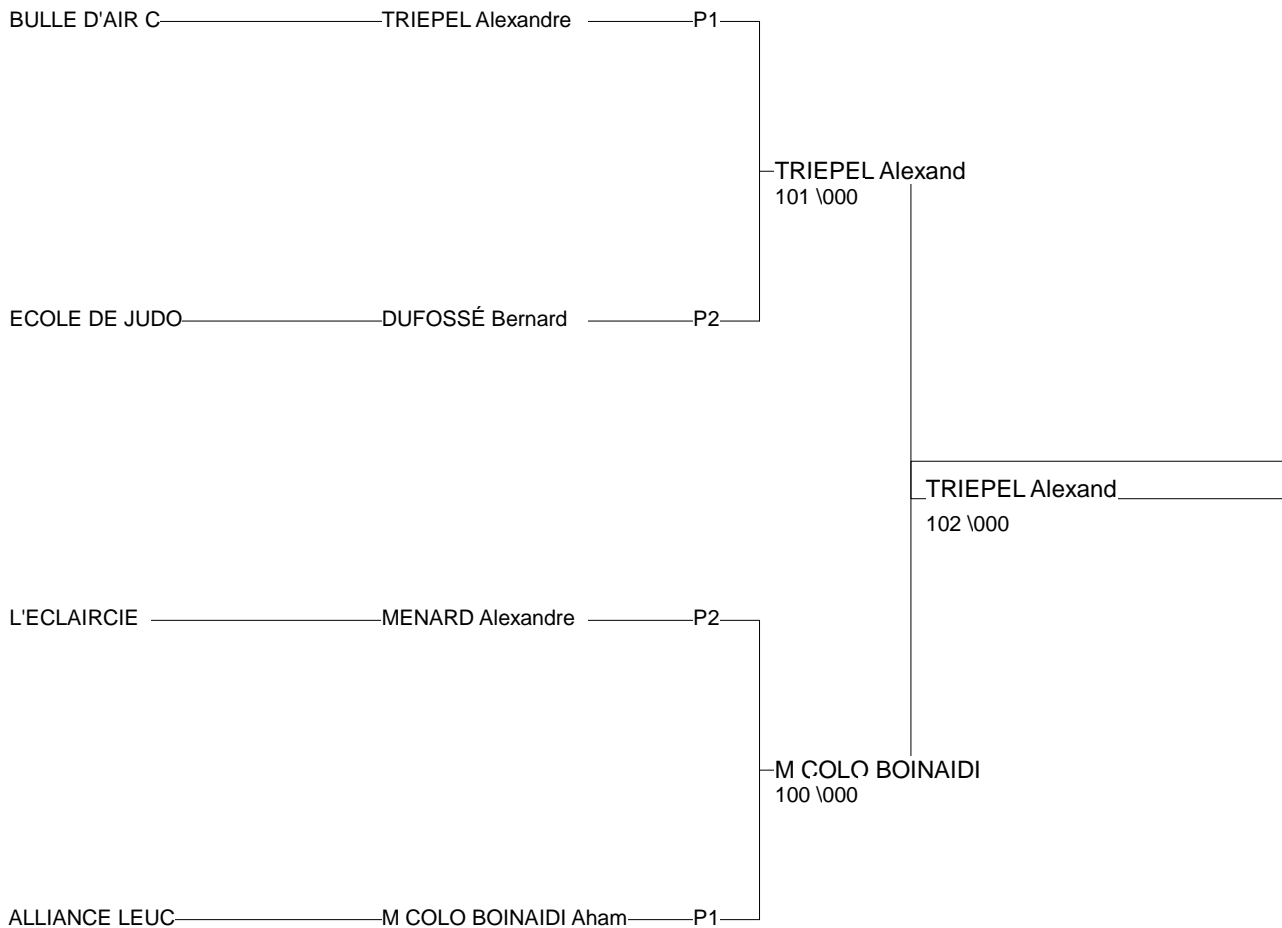 BULLE D'AIR C TRIEPEL Alexandre P1
TRIEPEL Alexand
101 \000
ECOLE DE JUDO DUFOSSÉ Bernard P2
TRIEPEL Alexand
102 \000
L'ECLAIRCIE MENARD Alexandre P2
M COLO BOINAIDI
100 \000
ALLIANCE LEUC M COLO BOINAIDI Aham P1